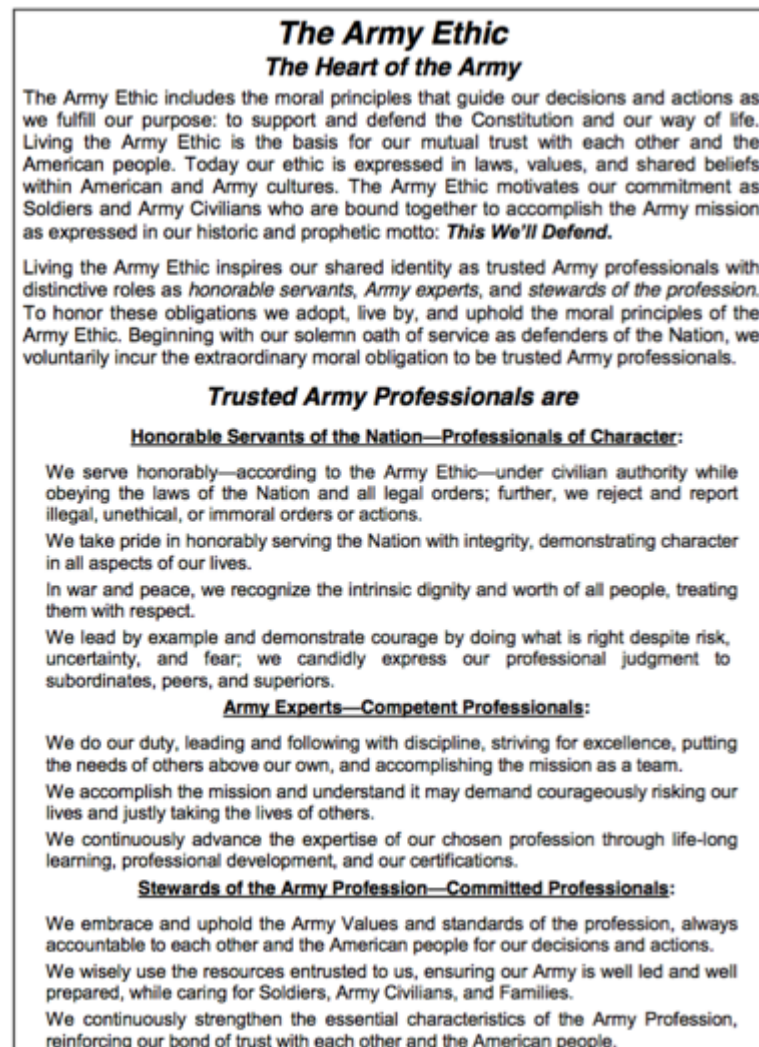 The Army Ethic
The Heart of the Army
The Army Ethic includes the moral principles that guide our decisions and actions as
we fulfill our purpose: to support and defend the Constitution and our way of life.
Living the Army Ethic is the basis for our mutual trust with each other and the
American people. Today our ethic is expressed in laws, values, and shared beliefs
within American and Army cultures. The Army Ethic motivates our commitment as
Soldiers and Army Civilians who are bound together to accomplish the Army mission
as expressed in our historic and prophetic motto: This We'll Defend.
Living the Army Ethic inspires our shared identity as trusted Army professionals with
distinctive roles as honorable servants, Army experts, and stewards of the profession.
To honor these obligations we adopt, live by, and uphold the moral principles of the
Army Ethic. Beginning with our solemn oath of service as defenders of the Nation, we
voluntarily incur the extraordinary moral obligation to be trusted Army professionals.
Trusted Army Professionals are
Honorable Servants of the Nation—Professionals of Character:
We serve honorably—according to the Army Ethic—under civilian authority while
obeying the laws of the Nation and all legal orders; further, we reject and report
illegal, unethical, or immoral orders or actions.
We take pride in honorably serving the Nation with integrity, demonstrating character
in all aspects of our lives.
In war and peace, we recognize the intrinsic dignity and worth of all people, treating
them with respect.
We lead by example and demonstrate courage by doing what is right despite risk,
uncertainty, and fear; we candidly express our professional judgment to
subordinates, peers, and superiors.
Army Experts—Competent Professionals:
We do our duty, leading and following with discipline, striving for excellence, putting
the needs of others above our own, and accomplishing the mission as a team.
We accomplish the mission and understand it may demand courageously risking our
lives and justly taking the lives of others.
We continuously advance the expertise of our chosen profession through life-long
learning, professional development, and our certifications.
Stewards of the Army Profession—Committed Professionals:
We embrace and uphold the Army Values and standards of the profession, always
accountable to each other and the American people for our decisions and actions.
We wisely use the resources entrusted to us, ensuring our Army is well led and well
prepared, while caring for Soldiers, Army Civilians, and Families.
We continuously strengthen the essential characteristics of the Army Profession,
reinforcing our bond of trust with each other and the American people.